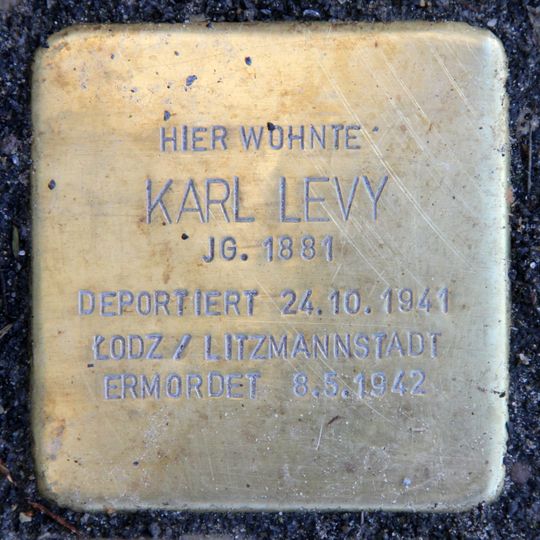 HIER WOHNTE
KARL LEVY
JG. 1881
DEPORTIERT 24.10.1941
ŁODZ / LITZMANNSTADT
ERMORDET 8.5.1942